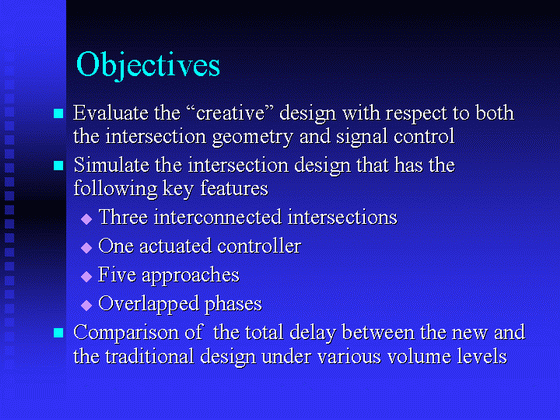 Objectives
Evaluate the “creative” design with respect to both
the intersection geometry and signal control
Simulate the intersection design that has the
following key features
Three interconnected intersections
One actuated controller
Five approaches
Overlapped phases
Comparison of the total delay between the new and
the traditional design under various volume levels